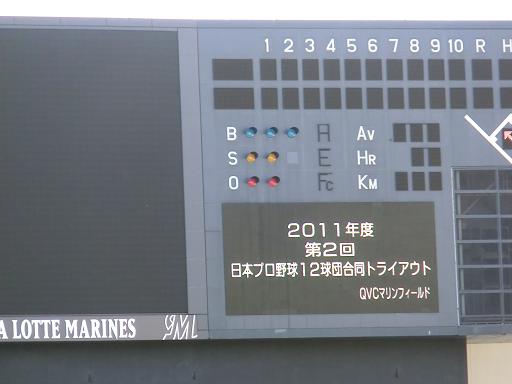 1 2 3 4 5 6 7 8 9 10 R H
B H AV
S E HR
O FC KM
2011年度
第2回
日本プロ野球12球団合同トライアウト
QVCマリンフィールド
A LOTTE MARINES